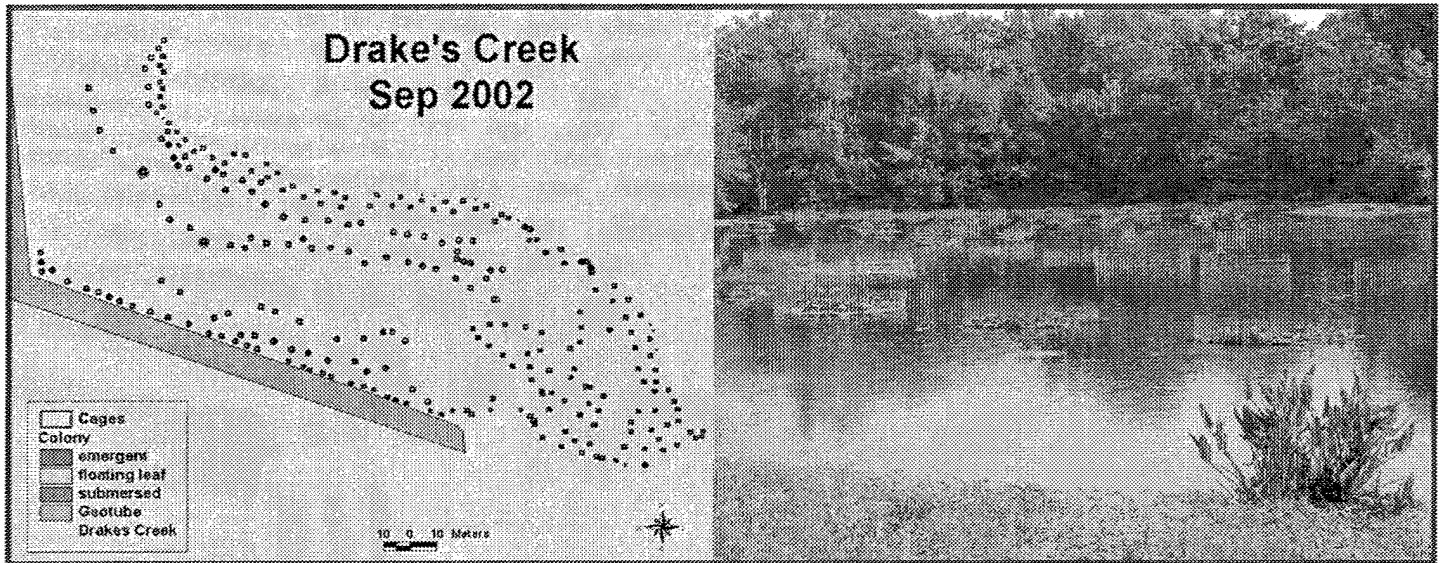 Drake's Creek
Sep 2002
Cages
Colony
emergent
floating leaf
submersed
Geotube
Drakes Creek
10 0 10 Meters